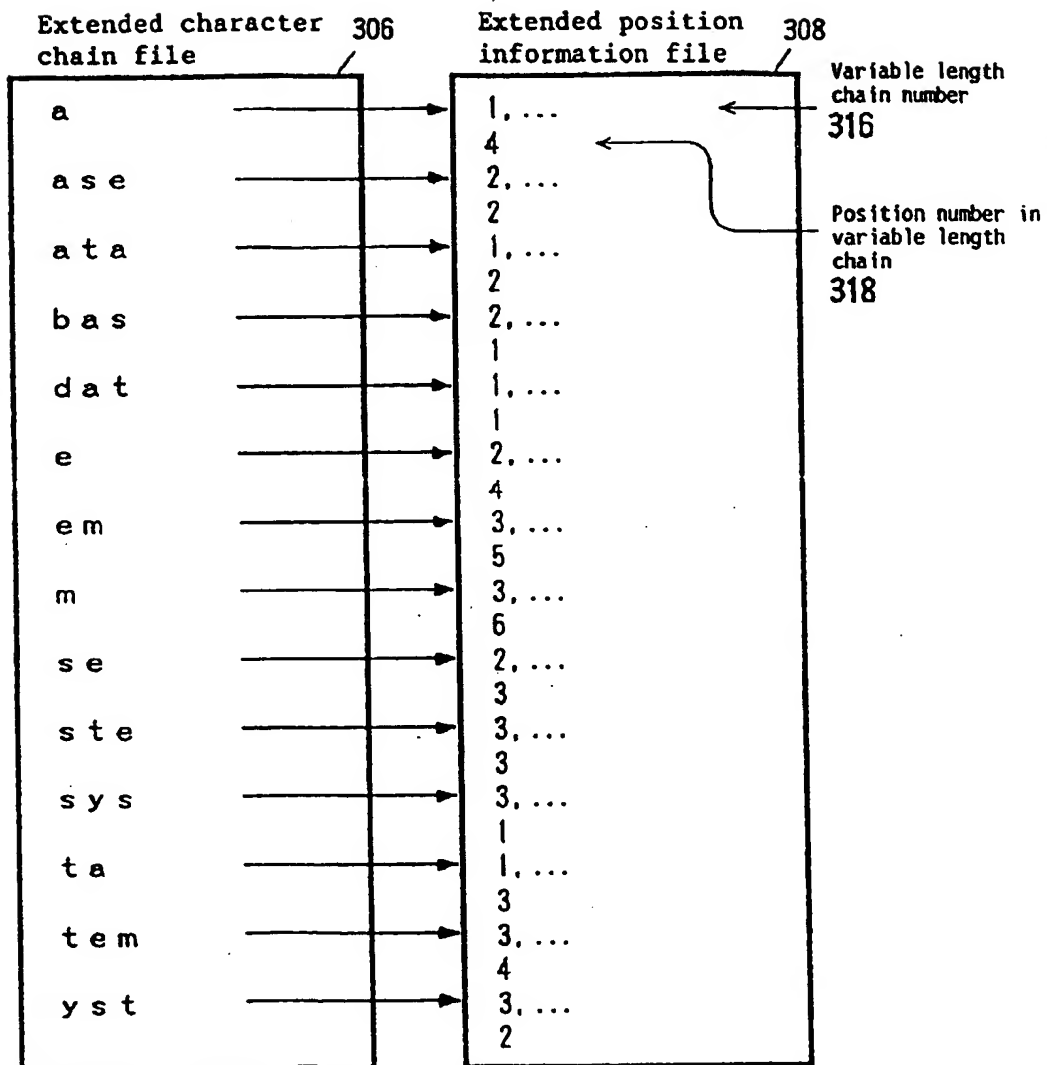 Extended character chain file 306
Extended position information file 308
Variable length chain number 316
Position number in variable length chain 318
a 1, ...
4
ase 2, ...
2
ata 1, ...
2
bas 2, ...
1
dat 1, ...
1
e 2, ...
4
em 3, ...
5
m 3, ...
6
se 2, ...
3
ste 3, ...
3
sys 3, ...
1
ta 1, ...
3
tem 3, ...
4
yst 3, ...
2